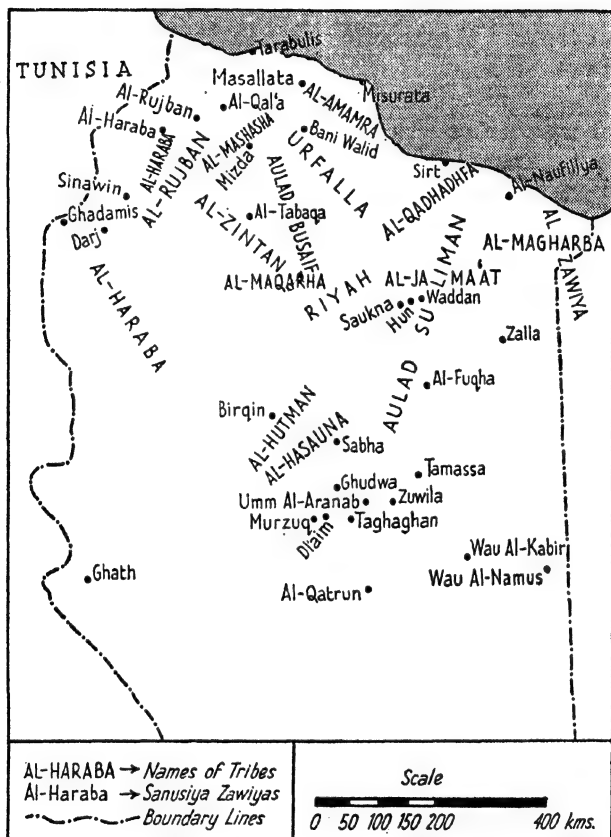 Tarabulis
TUNISIA
Masallata
AL-AMAMRA
Misurata
Al-Rujban
Al-Qal'a
Al-Haraba
AL-HARABA
AL-RUJBAN
AL-MASHASHA
Mizda
Bani Walid
URFALLA
Sirt
AL-QADHADHFA
Al-Naufiliya
Sinawin
Ghadamis
Darj
AL-ZINTAN
Al-Tabaqa
AULAD BUSAIF
AL-MAGHARBA
AL ZAWIYA
AL-HARABA
AL-MAQARHA
RIYAH
AL-JAMA'AT
Saukna
Hun
Waddan
AULAD SULIMAN
Zalla
Al-Fuqha
Birqin
AL-HUTMAN
AL-HASAUNA
Sabha
Ghudwa
Tamassa
Umm Al-Aranab
Zuwila
Murzuq
Dl'aim
Taghaghan
Wau Al-Kabir
Ghath
Wau Al-Namus
Al-Qatrun
AL-HARABA → Names of Tribes
Al-Haraba → Sanusiya Zawiyas
Boundary Lines
Scale
0 50 100 150 200 400 kms.